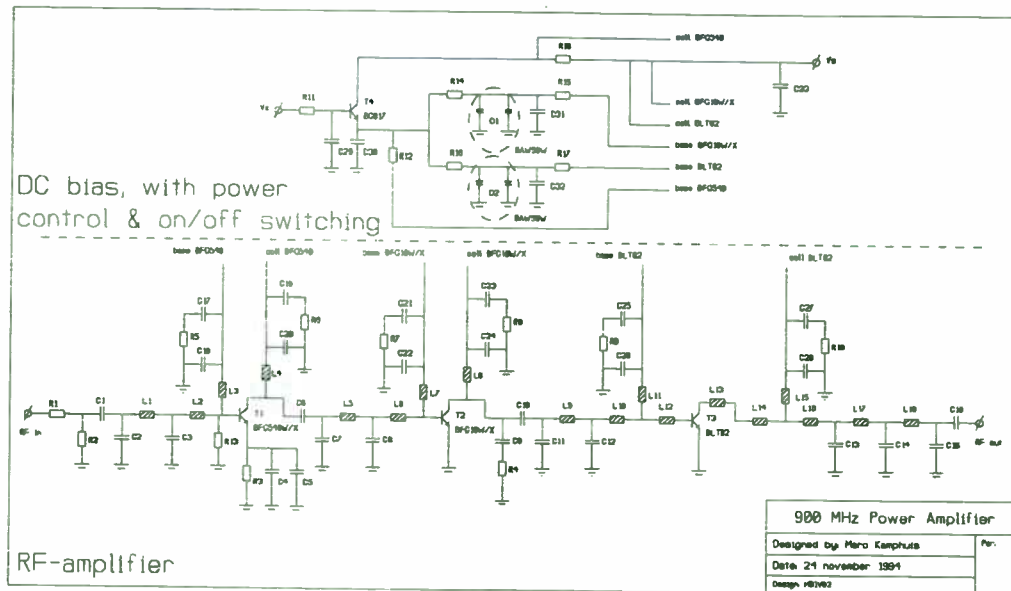 coll BFG540
R18
Vs
R14
R15
Vc
R11
T4
BC817
D1
C31
C33
coll BFG10W/X
coll BLT82
C29
C30
R12
BAW56W
base BFG10W/X
R16
R17
base BLT82
D2
C32
base BFG540
BAW56W
DC bias, with power
control & on/off switching
base BFG540
coll BFG540
base BFG10W/X
coll BFG10W/X
base BLT82
coll BLT82
C17
R5
C18
C19
R6
C20
L4
C21
R7
C22
C23
R8
C24
L6
C25
R9
C26
C27
R10
C28
L3
L7
L11
L13
L15
R1
C1
L1
L2
T1
BFG540W/X
C6
L5
L8
T2
BFG10W/X
C10
L9
L10
L12
T3
BLT82
L14
L16
L17
L18
C16
RF in
R2
C2
C3
R13
C7
C8
C9
C11
C12
C13
C14
C15
RF out
R3
C4
C5
R4
RF-amplifier
900 MHz Power Amplifier
Designed by: Marc Kamphuis
Date: 24 november 1994
Design